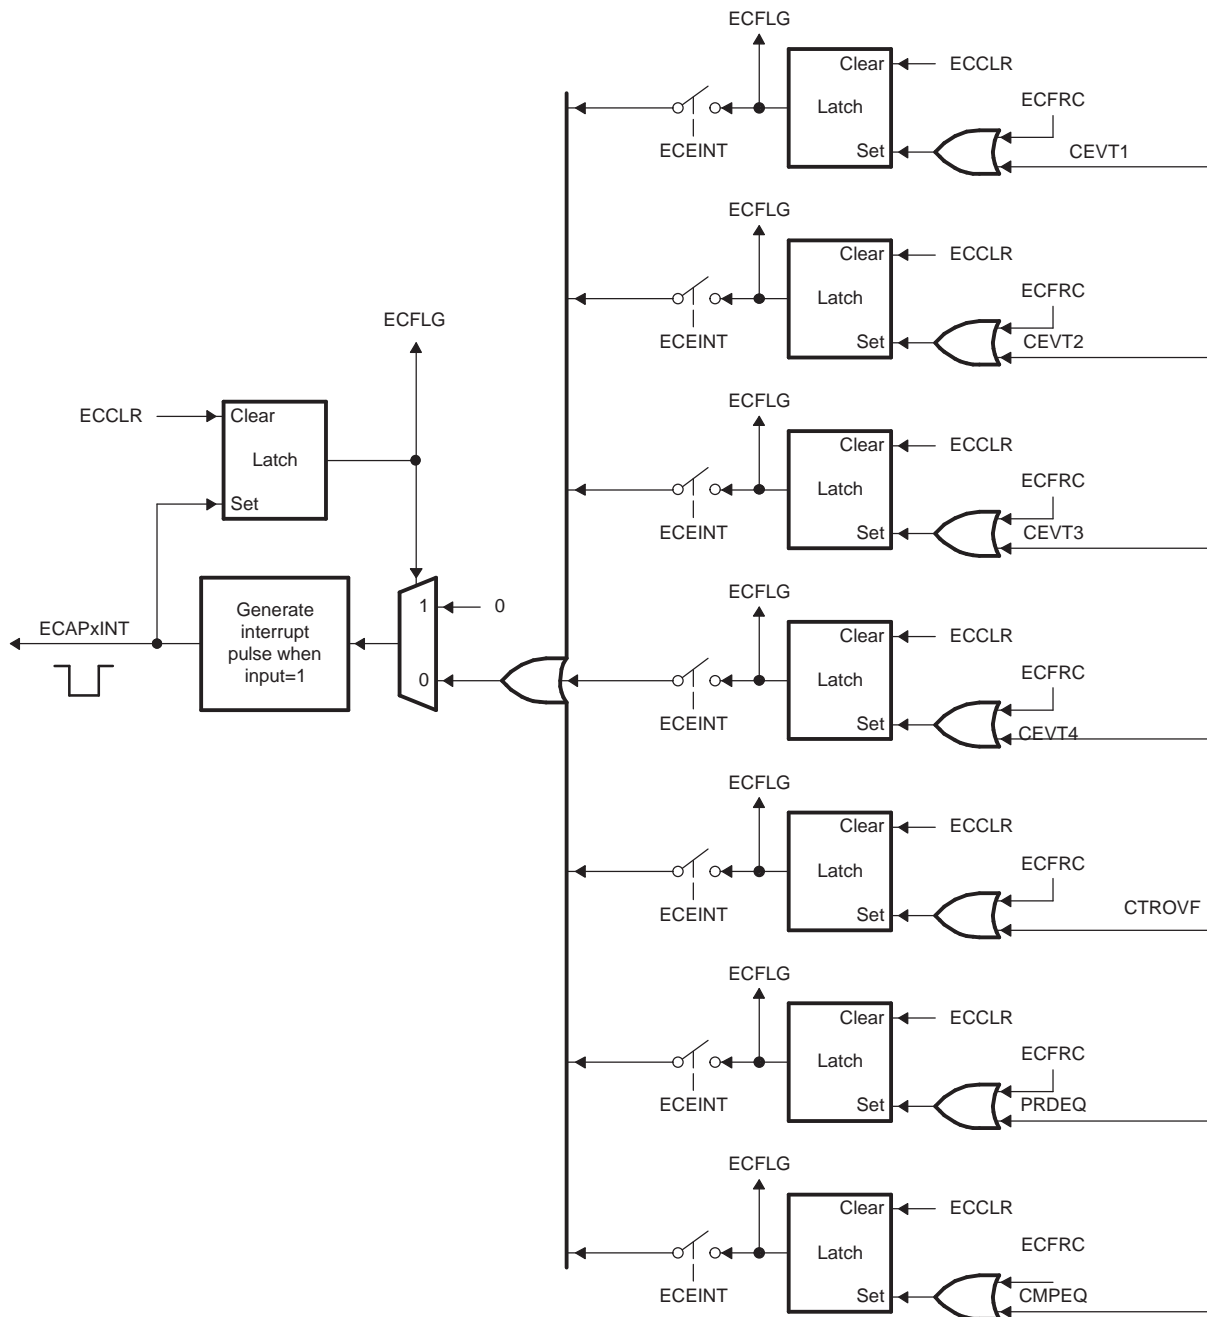 ECFLG
Clear
ECCLR
ECFRC
Latch
ECEINT
Set
CEVT1
ECFLG
Clear
ECCLR
ECFRC
Latch
ECEINT
Set
CEVT2
ECFLG
ECCLR
Clear
Latch
Set
ECFLG
Clear
ECCLR
ECFRC
Latch
ECEINT
Set
CEVT3
ECAPxINT
Generate
interrupt
pulse when
input=1
1
0
0
ECFLG
Clear
ECCLR
ECFRC
Latch
ECEINT
Set
CEVT4
ECFLG
Clear
ECCLR
ECFRC
Latch
ECEINT
Set
CTROVF
ECFLG
Clear
ECCLR
ECFRC
Latch
ECEINT
Set
PRDEQ
ECFLG
Clear
ECCLR
ECFRC
Latch
ECEINT
Set
CMPEQ